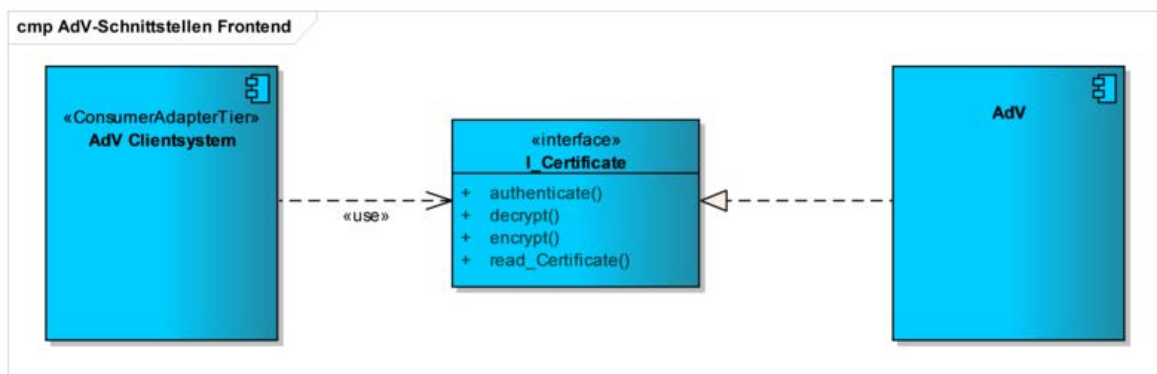 cmp AdV-Schnittstellen Frontend
«ConsumerAdapterTier»
AdV Clientsystem
«use»
«interface»
I_Certificate
+ authenticate()
+ decrypt()
+ encrypt()
+ read_Certificate()
AdV